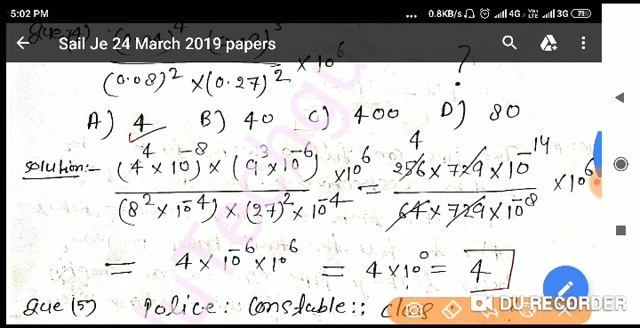 5:02 PM ... 0.8KB/s 4G 3G 71
Sail Je 24 March 2019 papers
(0.08)² × (0.27)² × 10⁶ ?
A) 4 B) 40 C) 400 D) 80
Solution:- (4⁴ × 10⁻⁸) × (9³ × 10⁻⁶) × 10⁶ = 256 × 729 × 10⁻¹⁴ × 10⁶
4
(8² × 10⁻⁴) × (27)² × 10⁻⁴ 64 × 729 × 10⁻⁸
= 4 × 10⁻⁶ × 10⁶ = 4 × 10⁰ = 4
que (5) Police : Constable :: class :
DU RECORDER